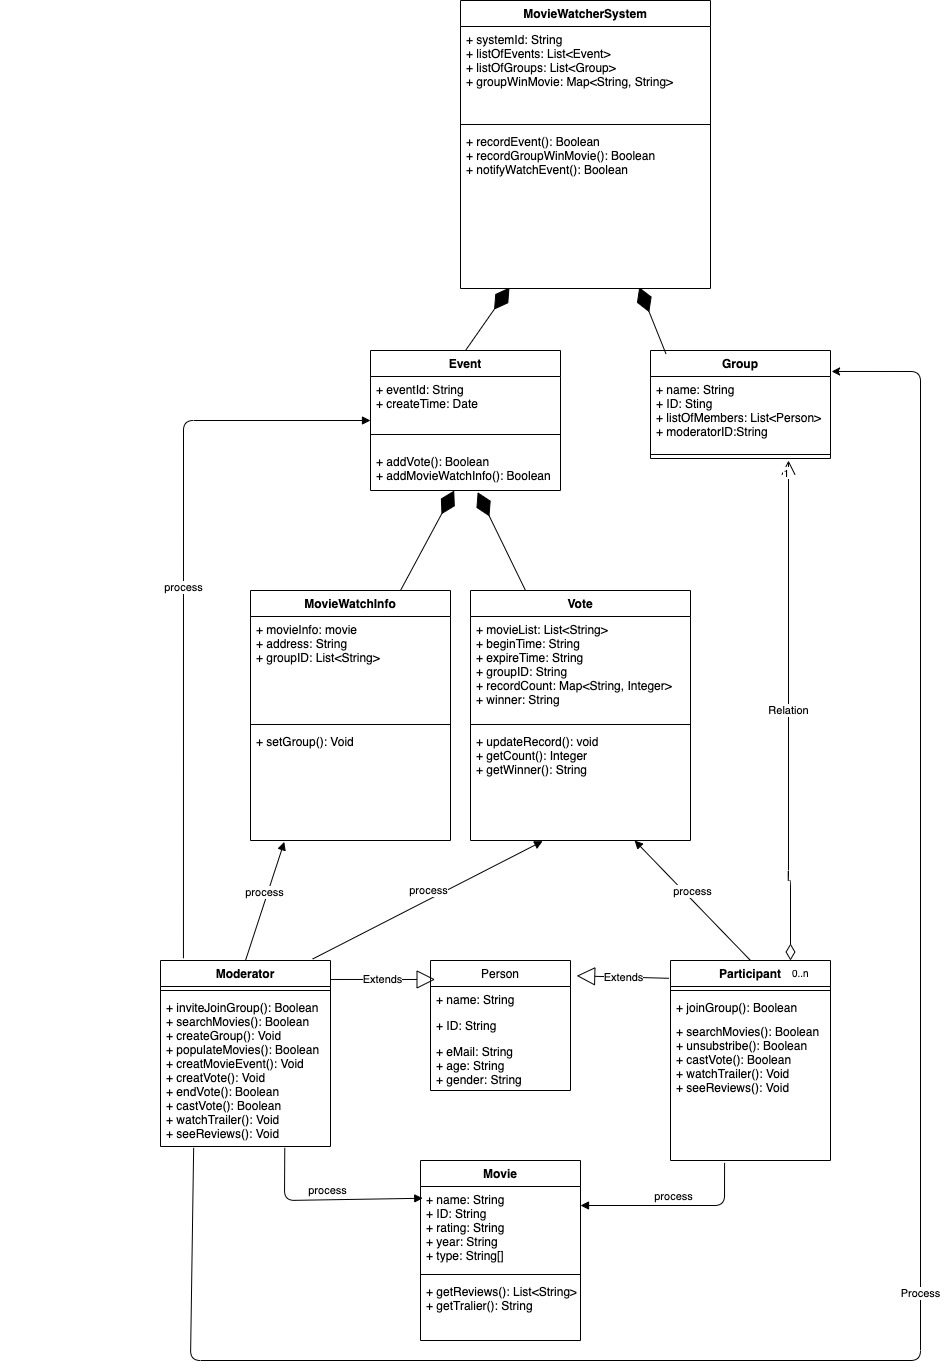 MovieWatcherSystem
+ systemId: String
+ listOfEvents: List<Event>
+ listOfGroups: List<Group>
+ groupWinMovie: Map<String, String>
+ recordEvent(): Boolean
+ recordGroupWinMovie(): Boolean
+ notifyWatchEvent(): Boolean
Event
+ eventId: String
+ createTime: Date
+ addVote(): Boolean
+ addMovieWatchInfo(): Boolean
Group
+ name: String
+ ID: Sting
+ listOfMembers: List<Person>
+ moderatorID:String
1
process
MovieWatchInfo
+ movieInfo: movie
+ address: String
+ groupID: List<String>
+ setGroup(): Void
Vote
+ movieList: List<String>
+ beginTime: String
+ expireTime: String
+ groupID: String
+ recordCount: Map<String, Integer>
+ winner: String
+ updateRecord(): void
+ getCount(): Integer
+ getWinner(): String
Relation
process
process
process
Moderator
+ inviteJoinGroup(): Boolean
+ searchMovies(): Boolean
+ createGroup(): Void
+ populateMovies(): Boolean
+ creatMovieEvent(): Void
+ creatVote(): Void
+ endVote(): Boolean
+ castVote(): Boolean
+ watchTrailer(): Void
+ seeReviews(): Void
Extends
Person
+ name: String
+ ID: String
+ eMail: String
+ age: String
+ gender: String
Extends
Participant
0..n
+ joinGroup(): Boolean
+ searchMovies(): Boolean
+ unsubstribe(): Boolean
+ castVote(): Boolean
+ watchTrailer(): Void
+ seeReviews(): Void
process
Movie
+ name: String
+ ID: String
+ rating: String
+ year: String
+ type: String[]
+ getReviews(): List<String>
+ getTralier(): String
process
Process